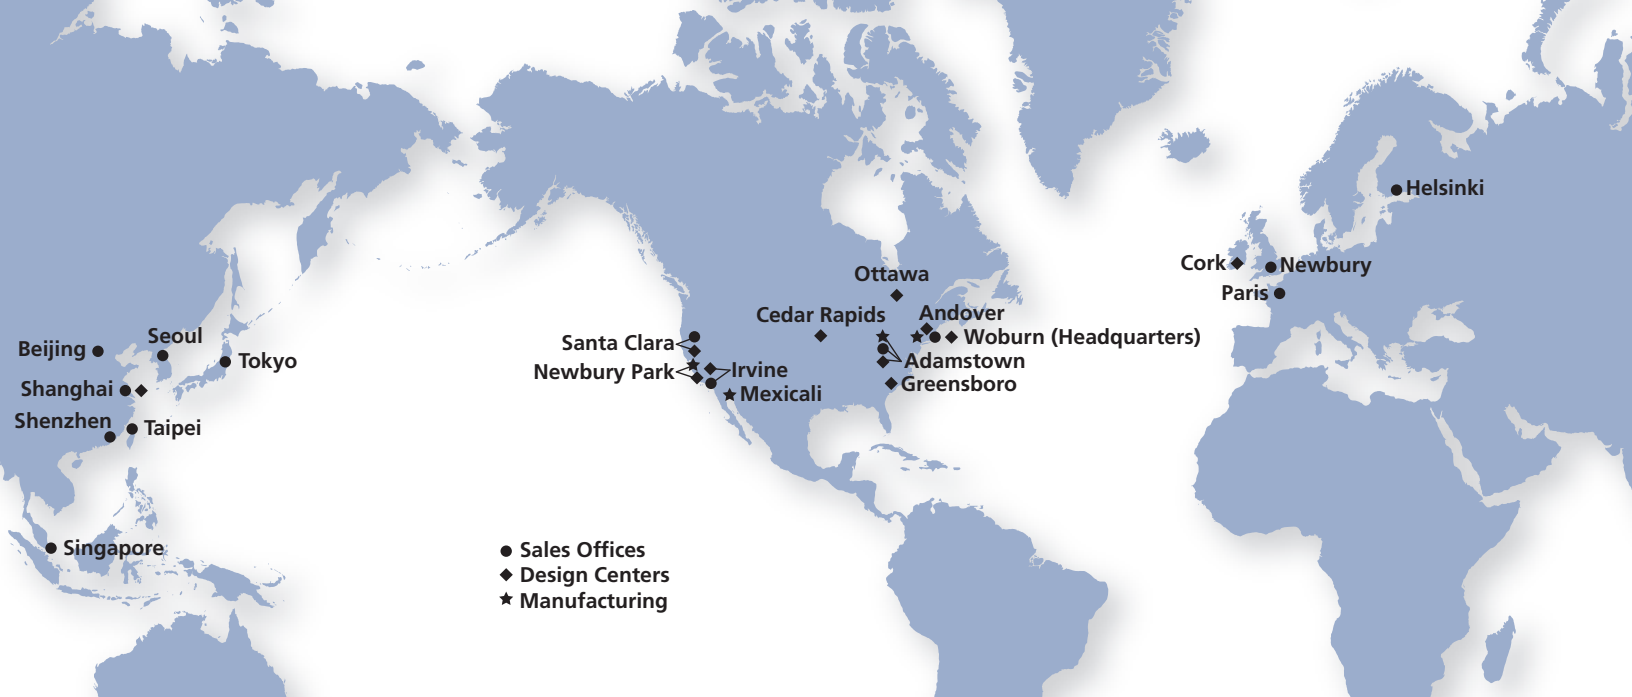 Helsinki
Cork
Newbury
Paris
Ottawa
Cedar Rapids
Andover
Woburn (Headquarters)
Adamstown
Greensboro
Santa Clara
Newbury Park
Irvine
Mexicali
Beijing
Seoul
Tokyo
Shanghai
Shenzhen
Taipei
Singapore
Sales Offices
Design Centers
Manufacturing